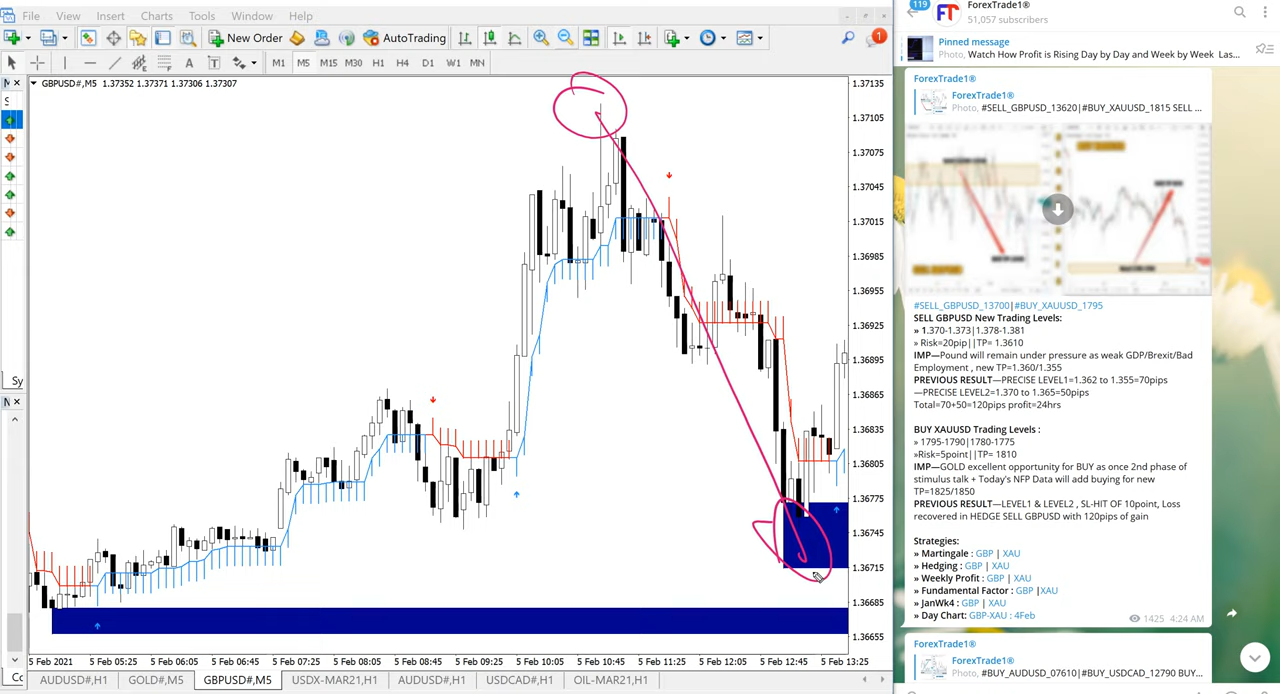 File View Insert Charts Tools Window Help
New Order AutoTrading
M1 M5 M15 M30 H1 H4 D1 W1 MN
1
GBPUSD#,M5 1.37352 1.37371 1.37306 1.37307
S
Sy
N
Co
1.37135
1.37105
1.37075
1.37045
1.37015
1.36985
1.36955
1.36925
1.36895
1.36865
1.36835
1.36805
1.36775
1.36745
1.36715
1.36685
1.36655
5 Feb 2021 5 Feb 05:25 5 Feb 06:05 5 Feb 06:45 5 Feb 07:25 5 Feb 08:05 5 Feb 08:45 5 Feb 09:25 5 Feb 10:05 5 Feb 10:45 5 Feb 11:25 5 Feb 12:05 5 Feb 12:45 5 Feb 13:25
AUDUSD#,H1 GOLD#,M5 GBPUSD#,M5 USDX-MAR21,H1 AUDUSD#,H1 USDCAD#,H1 OIL-MAR21,H1
119
FT
ForexTrade1®
51,057 subscribers
Pinned message
Photo, Watch How Profit is Rising Day by Day and Week by Week Las...
ForexTrade1®
ForexTrade1®
Photo, #SELL_GBPUSD_13620|#BUY_XAUUSD_1815 SELL ...
#SELL_GBPUSD_13700|#BUY_XAUUSD_1795
SELL GBPUSD New Trading Levels:
» 1.370-1.373|1.378-1.381
» Risk=20pip||TP= 1.3610
IMP—Pound will remain under pressure as weak GDP/Brexit/Bad
Employment , new TP=1.360/1.355
PREVIOUS RESULT—PRECISE LEVEL1=1.362 to 1.355=70pips
—PRECISE LEVEL2=1.370 to 1.365=50pips
Total=70+50=120pips profit=24hrs
BUY XAUUSD Trading Levels :
» 1795-1790|1780-1775
»Risk=5point||TP= 1810
IMP—GOLD excellent opportunity for BUY as once 2nd phase of
stimulus talk + Today's NFP Data will add buying for new
TP=1825/1850
PREVIOUS RESULT—LEVEL1 & LEVEL2 , SL-HIT OF 10point, Loss
recovered in HEDGE SELL GBPUSD with 120pips of gain
Strategies:
» Martingale : GBP | XAU
» Hedging : GBP | XAU
» Weekly Profit : GBP | XAU
» Fundamental Factor : GBP |XAU
» JanWk4 : GBP | XAU
» Day Chart: GBP-XAU : 4Feb
1425 4:24 AM
ForexTrade1®
ForexTrade1®
Photo, #BUY_AUDUSD_07610|#BUY_USDCAD_12790 BUY...